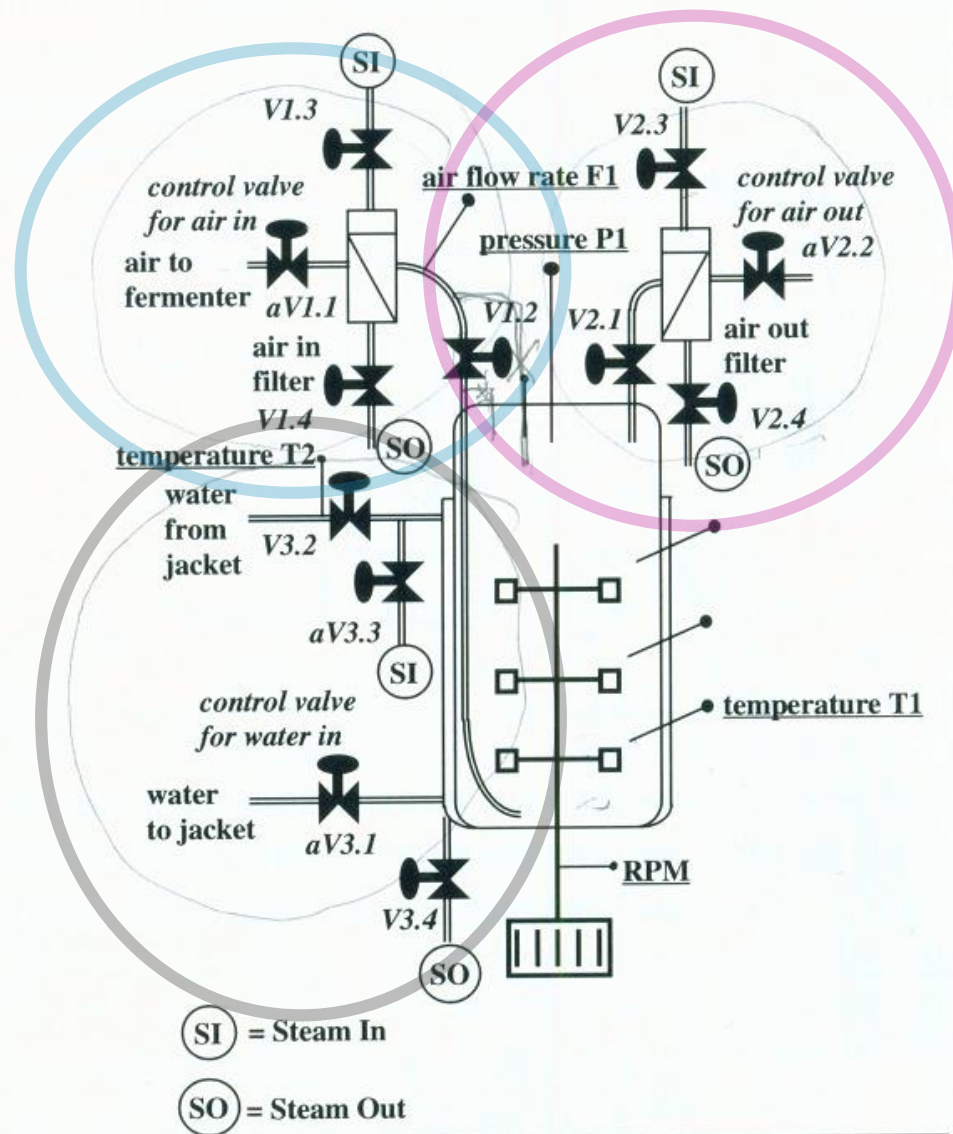 SI
V1.3
control valve
for air in
air to
fermenter
aV1.1
air in
filter
V1.4
SO
air flow rate F1
V1.2
pressure P1
SI
V2.3
control valve
for air out
aV2.2
V2.1
air out
filter
V2.4
SO
temperature T2
water
from
jacket
V3.2
aV3.3
SI
control valve
for water in
water
to jacket
aV3.1
V3.4
SO
temperature T1
RPM
SI = Steam In
SO = Steam Out